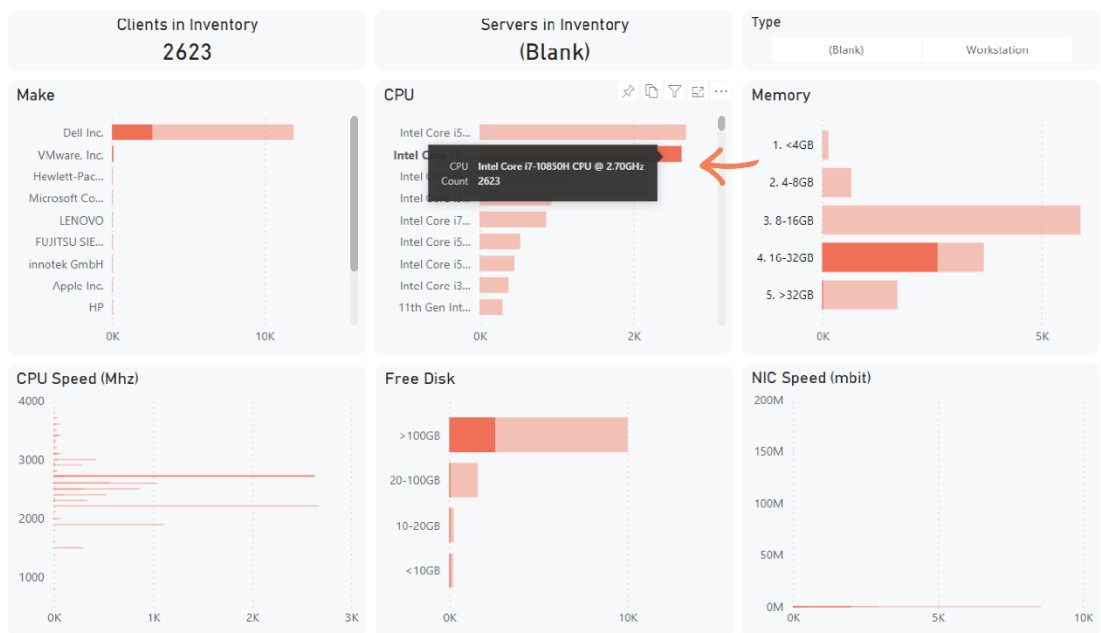 Clients in Inventory
2623
Servers in Inventory
(Blank)
Type
(Blank)
Workstation
Make
Dell Inc.
VMware, Inc.
Hewlett-Pac...
Microsoft Co...
LENOVO
FUJITSU SIE...
innotek GmbH
Apple Inc.
HP
0K
10K
CPU
Intel Core i5...
Intel
CPU Intel Core i7-10850H CPU @ 2.70GHz
Count 2623
Intel
Intel
Intel Core i7...
Intel Core i5...
Intel Core i5...
Intel Core i3...
11th Gen Int...
0K
2K
Memory
1. <4GB
2. 4-8GB
3. 8-16GB
4. 16-32GB
5. >32GB
0K
5K
CPU Speed (Mhz)
4000
3000
2000
1000
0K
1K
2K
3K
Free Disk
>100GB
20-100GB
10-20GB
<10GB
0K
10K
NIC Speed (mbit)
200M
150M
100M
50M
0M
0K
5K
10K